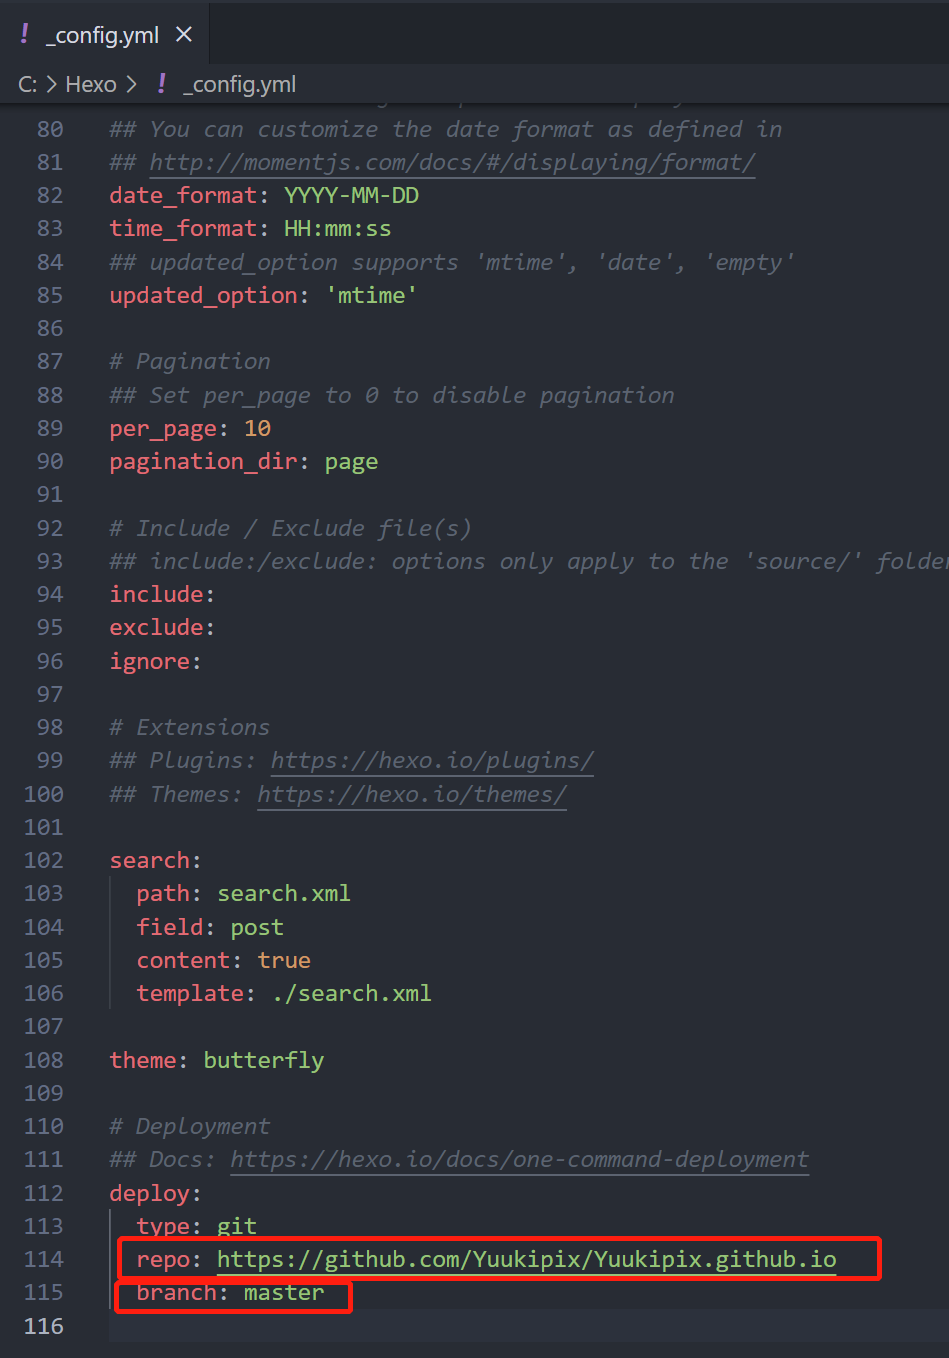 ! _config.yml ×
C: > Hexo > ! _config.yml
80 ## You can customize the date format as defined in
81 ## http://momentjs.com/docs/#/displaying/format/
82 date_format: YYYY-MM-DD
83 time_format: HH:mm:ss
84 ## updated_option supports 'mtime', 'date', 'empty'
85 updated_option: 'mtime'
86
87 # Pagination
88 ## Set per_page to 0 to disable pagination
89 per_page: 10
90 pagination_dir: page
91
92 # Include / Exclude file(s)
93 ## include:/exclude: options only apply to the 'source/' folder
94 include:
95 exclude:
96 ignore:
97
98 # Extensions
99 ## Plugins: https://hexo.io/plugins/
100 ## Themes: https://hexo.io/themes/
101
102 search:
103 path: search.xml
104 field: post
105 content: true
106 template: ./search.xml
107
108 theme: butterfly
109
110 # Deployment
111 ## Docs: https://hexo.io/docs/one-command-deployment
112 deploy:
113 type: git
114 repo: https://github.com/Yuukipix/Yuukipix.github.io
115 branch: master
116